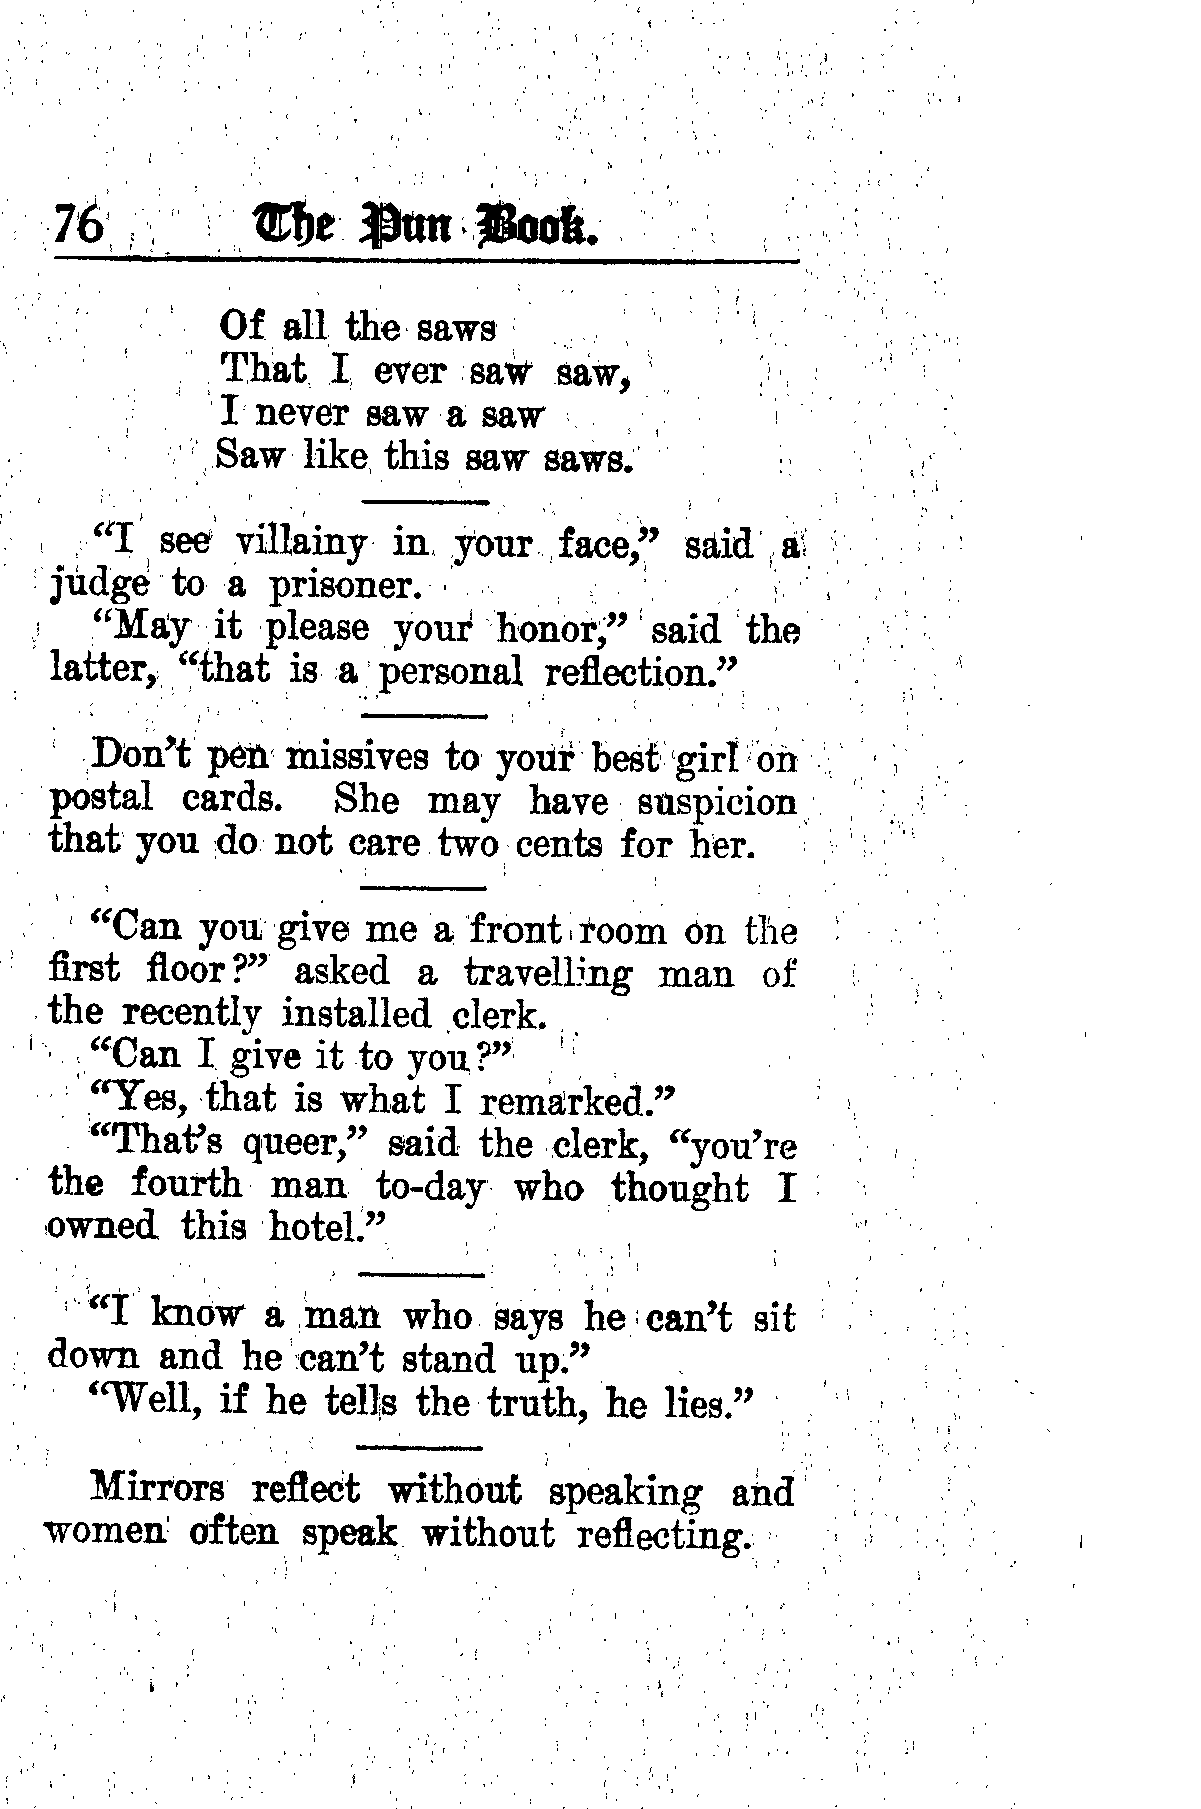 76 The Pun Book.
Of all the saws
That I ever saw saw,
I never saw a saw
Saw like this saw saws.
“I see villainy in your face,” said a
judge to a prisoner.
“May it please your honor,” said the
latter, “that is a personal reflection.”
Don’t pen missives to your best girl on
postal cards. She may have suspicion
that you do not care two cents for her.
“Can you give me a front room on the
first floor?” asked a travelling man of
the recently installed clerk.
“Can I give it to you?”
“Yes, that is what I remarked.”
“That’s queer,” said the clerk, “you’re
the fourth man to-day who thought I
owned this hotel.”
“I know a man who says he can’t sit
down and he can’t stand up.”
“Well, if he tells the truth, he lies.”
Mirrors reflect without speaking and
women often speak without reflecting.